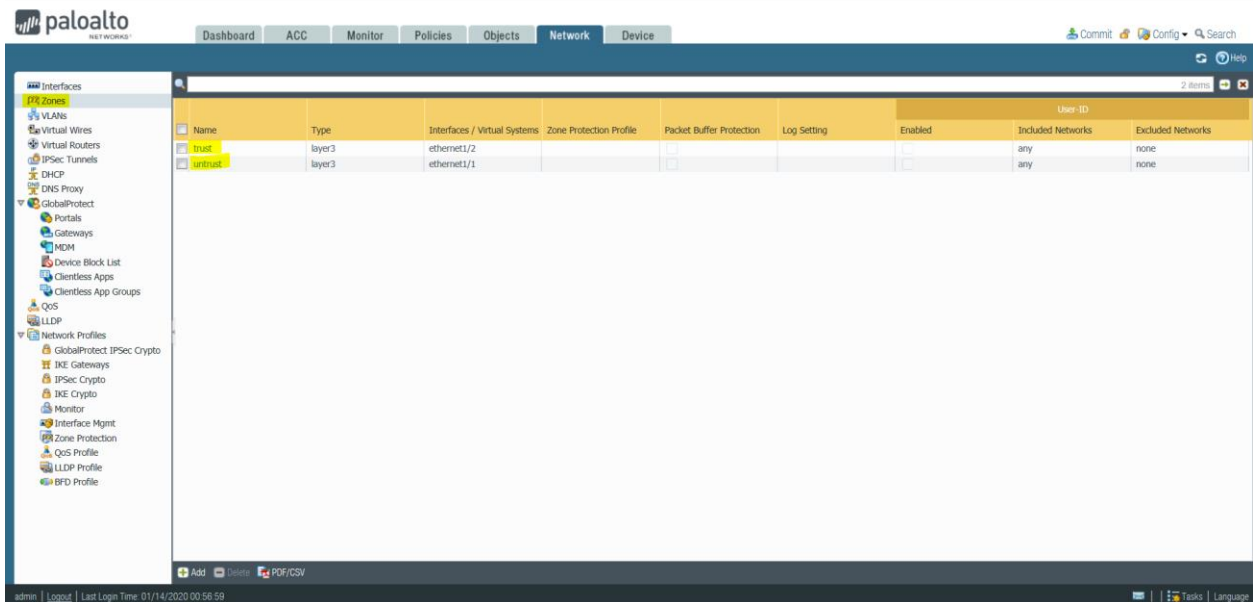 paloalto
NETWORKS
Dashboard ACC Monitor Policies Objects Network Device
Commit Config Search
Help
2 items
Interfaces
Zones
VLANs
Virtual Wires
Virtual Routers
IPSec Tunnels
DHCP
DNS Proxy
GlobalProtect
Portals
Gateways
MDM
Device Block List
Clientless Apps
Clientless App Groups
QoS
LLDP
Network Profiles
GlobalProtect IPSec Crypto
IKE Gateways
IPSec Crypto
IKE Crypto
Monitor
Interface Mgmt
Zone Protection
QoS Profile
LLDP Profile
BFD Profile
User-ID
Name Type Interfaces / Virtual Systems Zone Protection Profile Packet Buffer Protection Log Setting Enabled Included Networks Excluded Networks
trust layer3 ethernet1/2 any none
untrust layer3 ethernet1/1 any none
Add Delete PDF/CSV
admin | Logout | Last Login Time: 01/14/2020 00:56:59
Tasks | Language